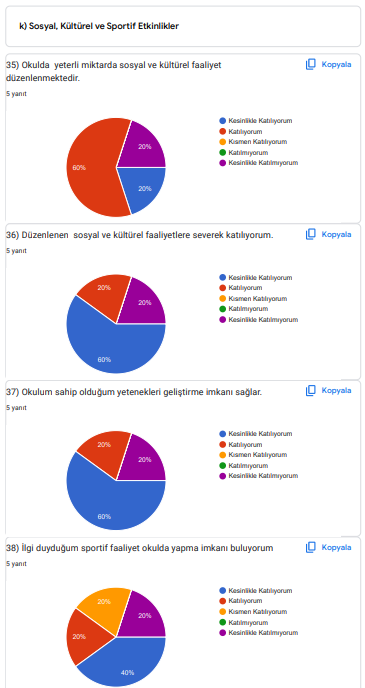 k) Sosyal, Kültürel ve Sportif Etkinlikler
35) Okulda yeterli miktarda sosyal ve kültürel faaliyet
düzenlenmektedir.
Kopyala
5 yanıt
20%
60%
20%
Kesinlikle Katılıyorum
Katılıyorum
Kısmen Katılıyorum
Katılmıyorum
Kesinlikle Katılmıyorum
36) Düzenlenen sosyal ve kültürel faaliyetlere severek katılıyorum.
Kopyala
5 yanıt
20%
20%
60%
Kesinlikle Katılıyorum
Katılıyorum
Kısmen Katılıyorum
Katılmıyorum
Kesinlikle Katılmıyorum
37) Okulum sahip olduğum yetenekleri geliştirme imkanı sağlar.
Kopyala
5 yanıt
20%
20%
60%
Kesinlikle Katılıyorum
Katılıyorum
Kısmen Katılıyorum
Katılmıyorum
Kesinlikle Katılmıyorum
38) İlgi duyduğum sportif faaliyet okulda yapma imkanı buluyorum
Kopyala
5 yanıt
20%
20%
20%
40%
Kesinlikle Katılıyorum
Katılıyorum
Kısmen Katılıyorum
Katılmıyorum
Kesinlikle Katılmıyorum